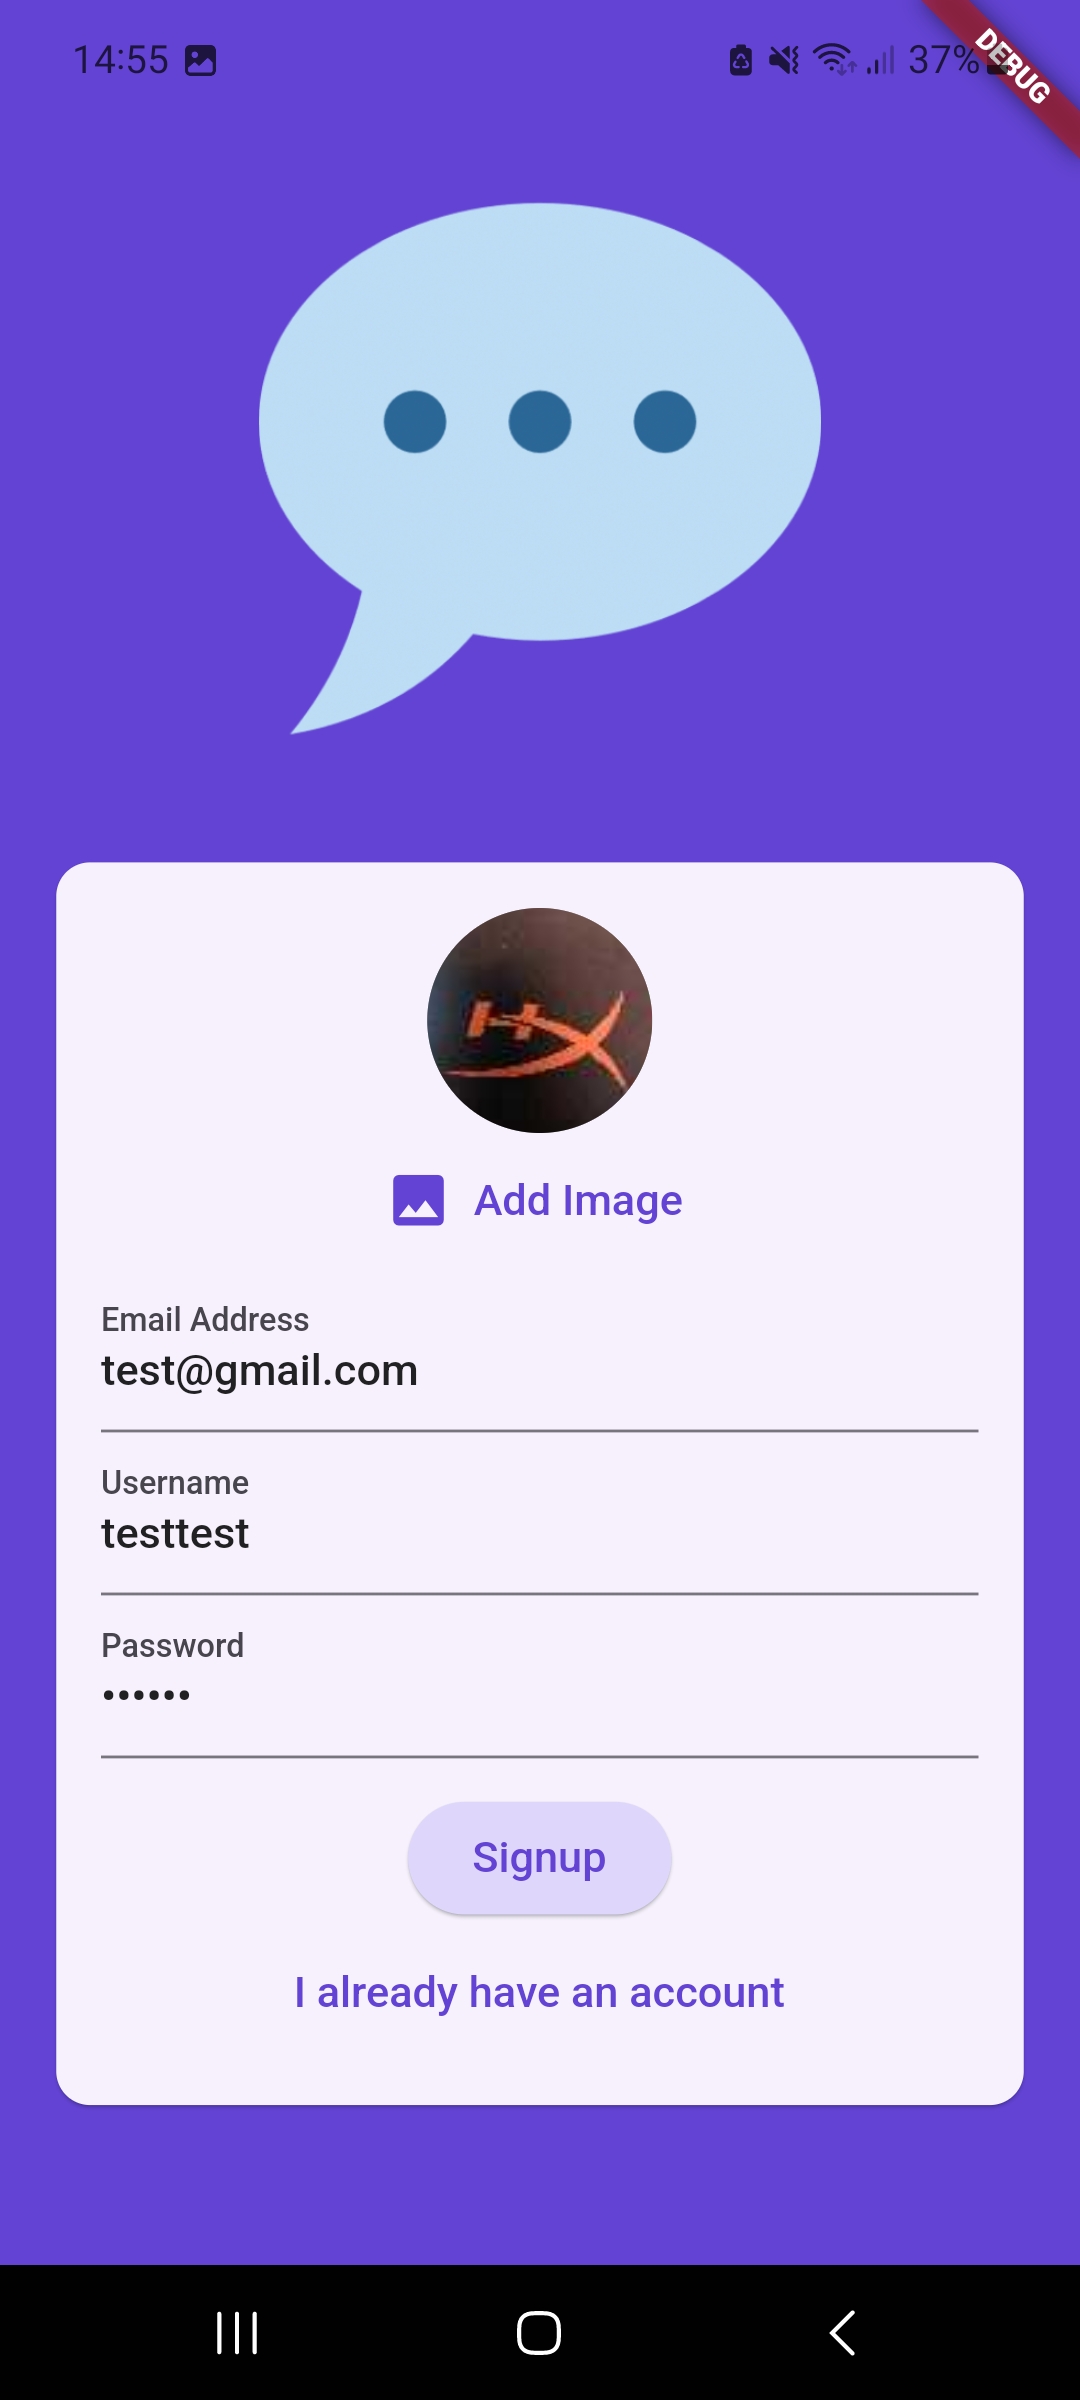 14:55
37%
DEBUG
HX
Add Image
Email Address
test@gmail.com
Username
testtest
Password
••••••
Signup
I already have an account